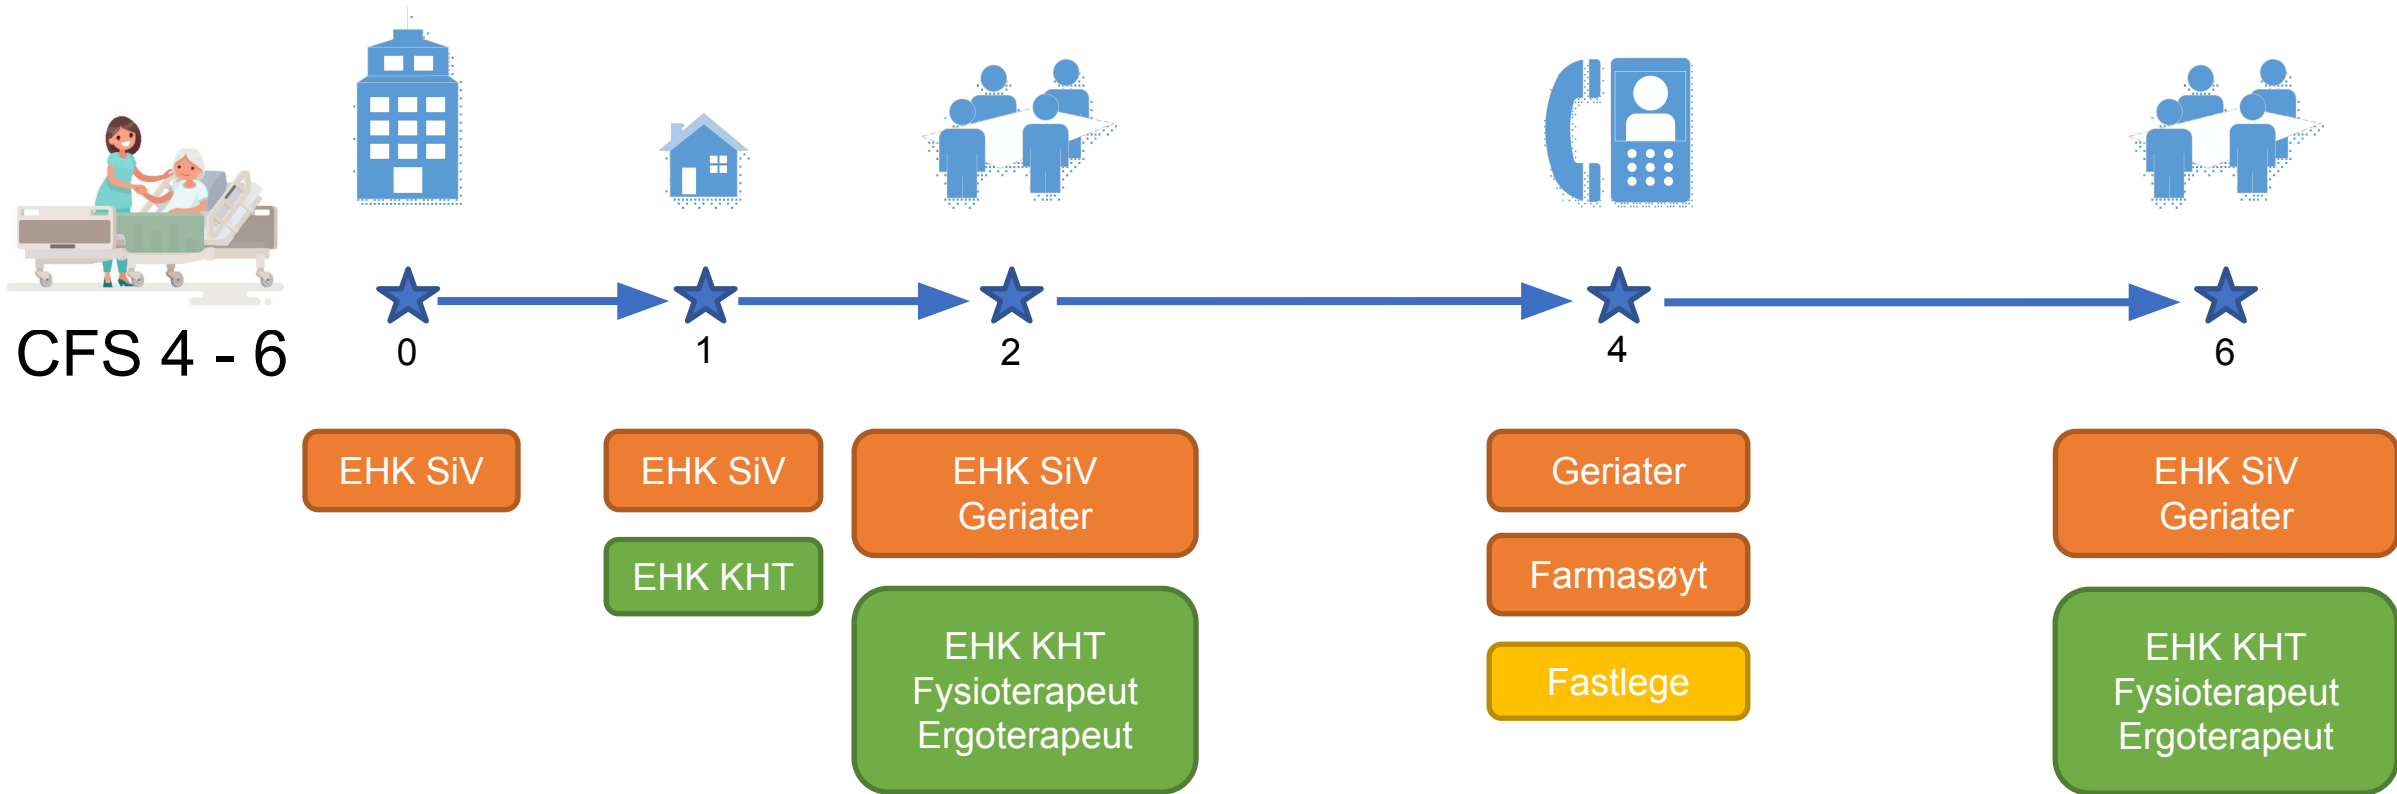 CFS 4 - 6
0
1
2
4
6
EHK SiV
EHK SiV
EHK KHT
EHK SiV
Geriater
EHK KHT
Fysioterapeut
Ergoterapeut
Geriater
Farmasøyt
Fastlege
EHK SiV
Geriater
EHK KHT
Fysioterapeut
Ergoterapeut